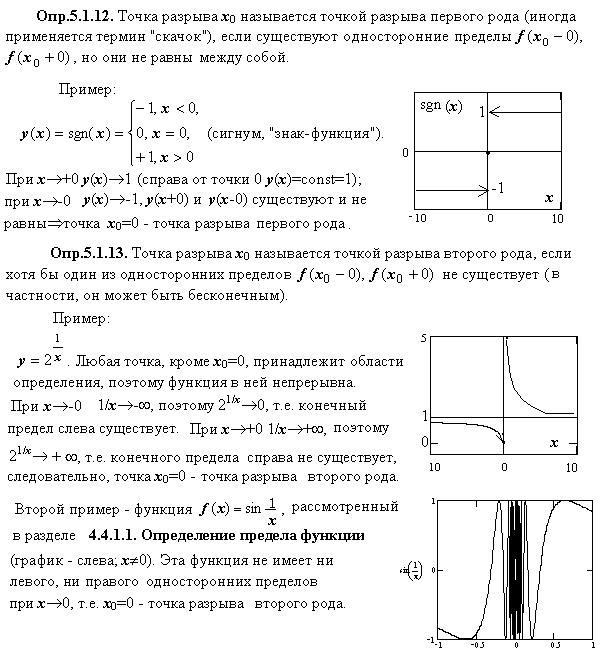 Опр.5.1.12. Точка разрыва x₀ называется точкой разрыва первого рода (иногда
применяется термин "скачок"), если существуют односторонние пределы f (x₀ − 0),
f (x₀ + 0), но они не равны между собой.
Пример:
y(x) = sgn(x) = { −1, x < 0,
0, x = 0,
+1, x > 0
(сигнум, "знак-функция").
При x→+0 y(x)→1 (справа от точки 0 y(x)=const=1);
при x→-0 y(x)→-1, y(x+0) и y(x-0) существуют и не
равны⇒точка x₀=0 - точка разрыва первого рода.
sgn (x)
1
0
-1
x
-10 0 10
Опр.5.1.13. Точка разрыва x₀ называется точкой разрыва второго рода, если
хотя бы один из односторонних пределов f (x₀ − 0), f (x₀ + 0) не существует (в
частности, он может быть бесконечным).
Пример:
y = 2^(1/x). Любая точка, кроме x₀=0, принадлежит области
определения, поэтому функция в ней непрерывна.
При x→-0 1/x→-∞, поэтому 2^(1/x)→0, т.е. конечный
предел слева существует. При x→+0 1/x→+∞, поэтому
2^(1/x)→ + ∞, т.е. конечного предела справа не существует,
следовательно, точка x₀=0 - точка разрыва второго рода.
5
1
0
x
10 0 10
Второй пример - функция f (x) = sin 1/x, рассмотренный
в разделе 4.4.1.1. Определение предела функции
(график - слева; x≠0). Эта функция не имеет ни
левого, ни правого односторонних пределов
при x→0, т.е. x₀=0 - точка разрыва второго рода.
1
0
-1
-1 -0.5 0 0.5 1